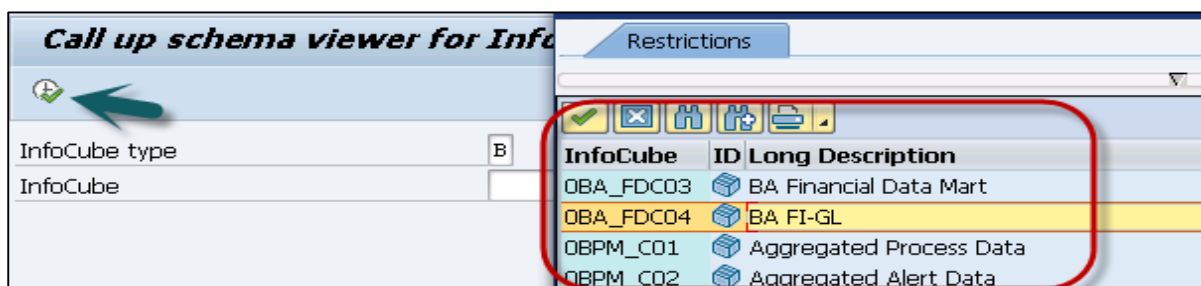 Call up schema viewer for Info
Restrictions
InfoCube type B
InfoCube
InfoCube ID Long Description
0BA_FDC03 BA Financial Data Mart
0BA_FDC04 BA FI-GL
0BPM_C01 Aggregated Process Data
0BPM_C02 Aggregated Alert Data